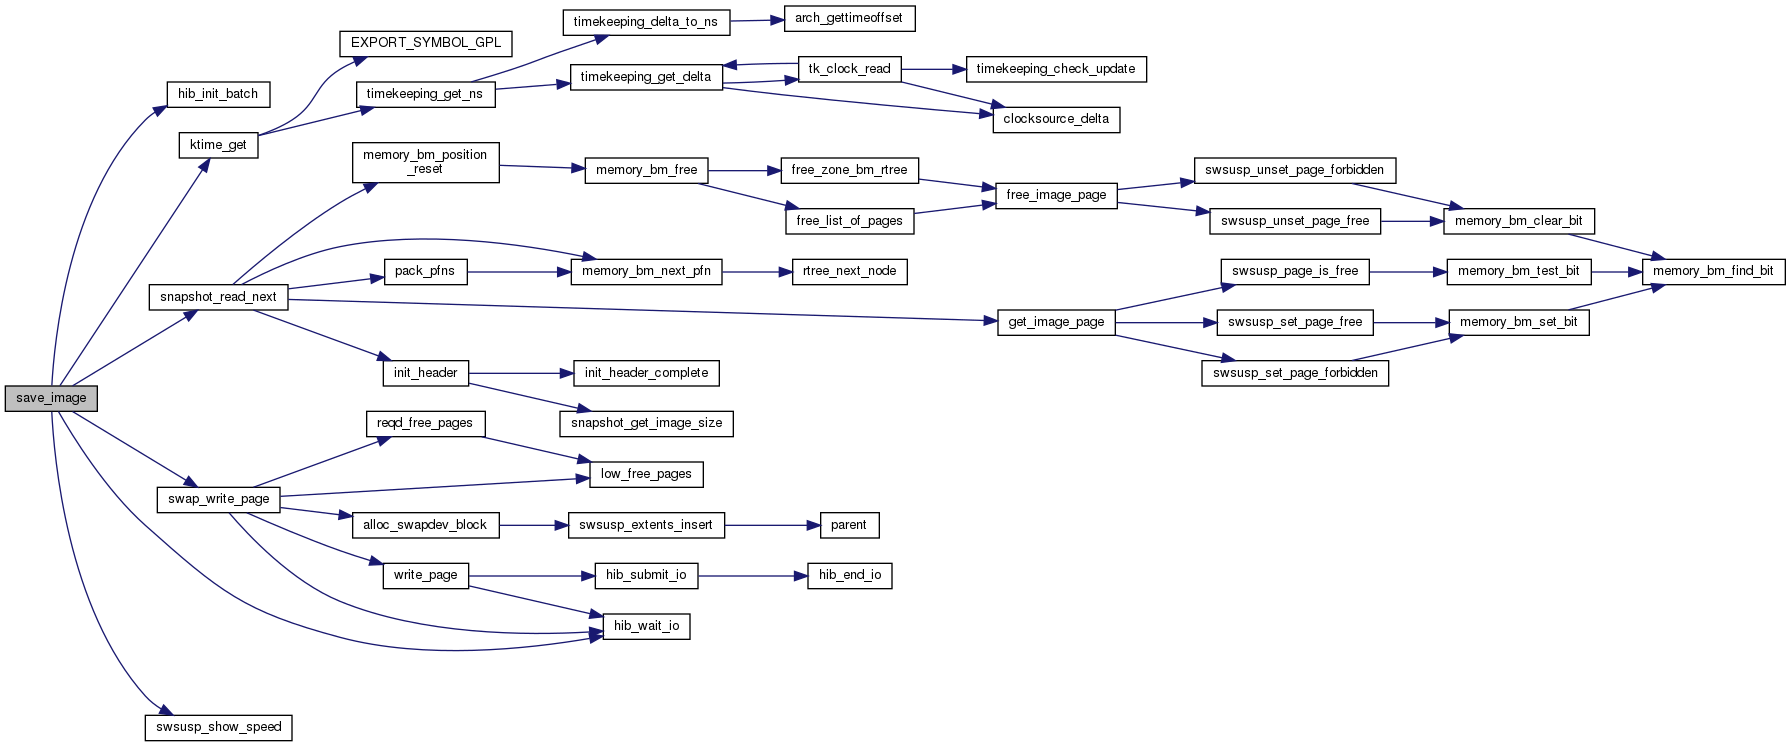 timekeeping_delta_to_ns
arch_gettimeoffset
EXPORT_SYMBOL_GPL
tk_clock_read
timekeeping_check_update
timekeeping_get_delta
hib_init_batch
timekeeping_get_ns
clocksource_delta
ktime_get
memory_bm_position
_reset
memory_bm_free
free_zone_bm_rtree
swsusp_unset_page_forbidden
free_image_page
free_list_of_pages
swsusp_unset_page_free
memory_bm_clear_bit
pack_pfns
memory_bm_next_pfn
rtree_next_node
swsusp_page_is_free
memory_bm_test_bit
memory_bm_find_bit
snapshot_read_next
get_image_page
swsusp_set_page_free
memory_bm_set_bit
init_header
init_header_complete
swsusp_set_page_forbidden
save_image
reqd_free_pages
snapshot_get_image_size
low_free_pages
swap_write_page
alloc_swapdev_block
swsusp_extents_insert
parent
write_page
hib_submit_io
hib_end_io
hib_wait_io
swsusp_show_speed